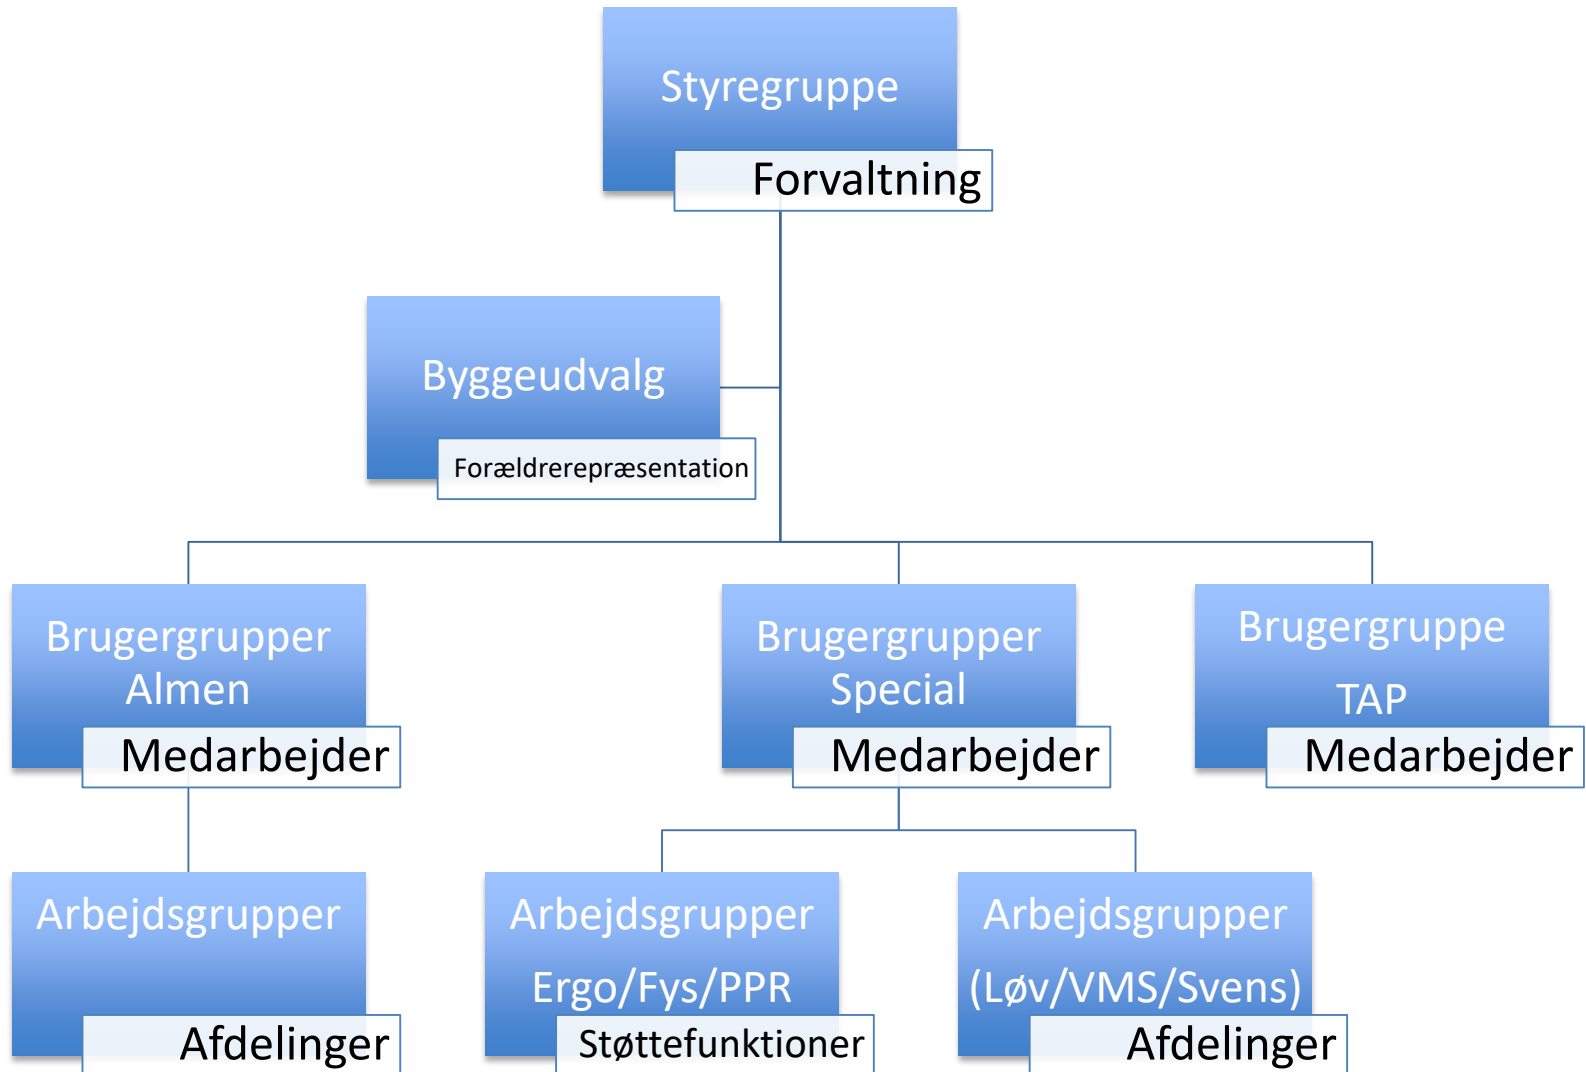 Styregruppe
Forvaltning
Byggeudvalg
Forældrerepræsentation
Brugergrupper
Almen
Medarbejder
Brugergrupper
Special
Medarbejder
Brugergruppe
TAP
Medarbejder
Arbejdsgrupper
Afdelinger
Arbejdsgrupper
Ergo/Fys/PPR
Støttefunktioner
Arbejdsgrupper
(Løv/VMS/Svens)
Afdelinger